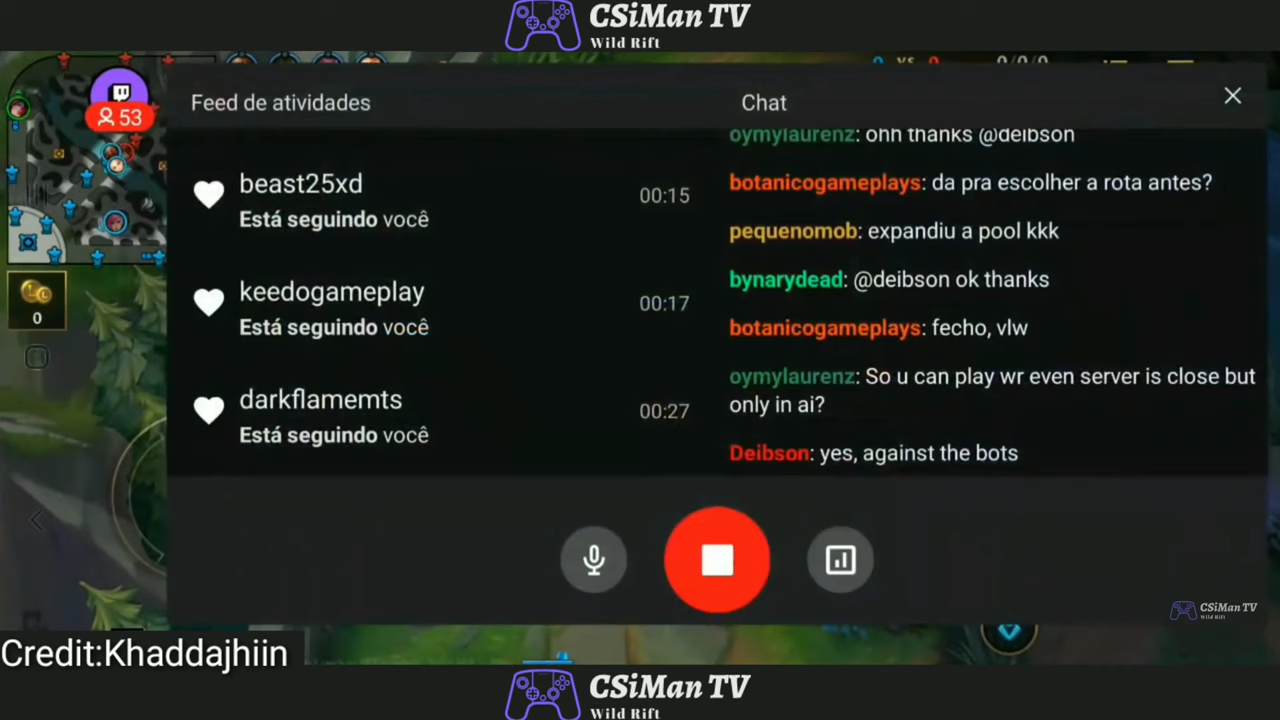 CSiMan TV
Wild Rift
vs
0/0/0
53
Feed de atividades
Chat
beast25xd
Está seguindo você
00:15
keedogameplay
Está seguindo você
00:17
darkflamemts
Está seguindo você
00:27
oymylaurenz: ohh thanks @deibson
botanicogameplays: da pra escolher a rota antes?
pequenomob: expandiu a pool kkk
bynarydead: @deibson ok thanks
botanicogameplays: fecho, vlw
oymylaurenz: So u can play wr even server is close but
only in ai?
Deibson: yes, against the bots
0
CSiMan TV
Wild Rift
Credit:Khaddajhiin
CSiMan TV
Wild Rift